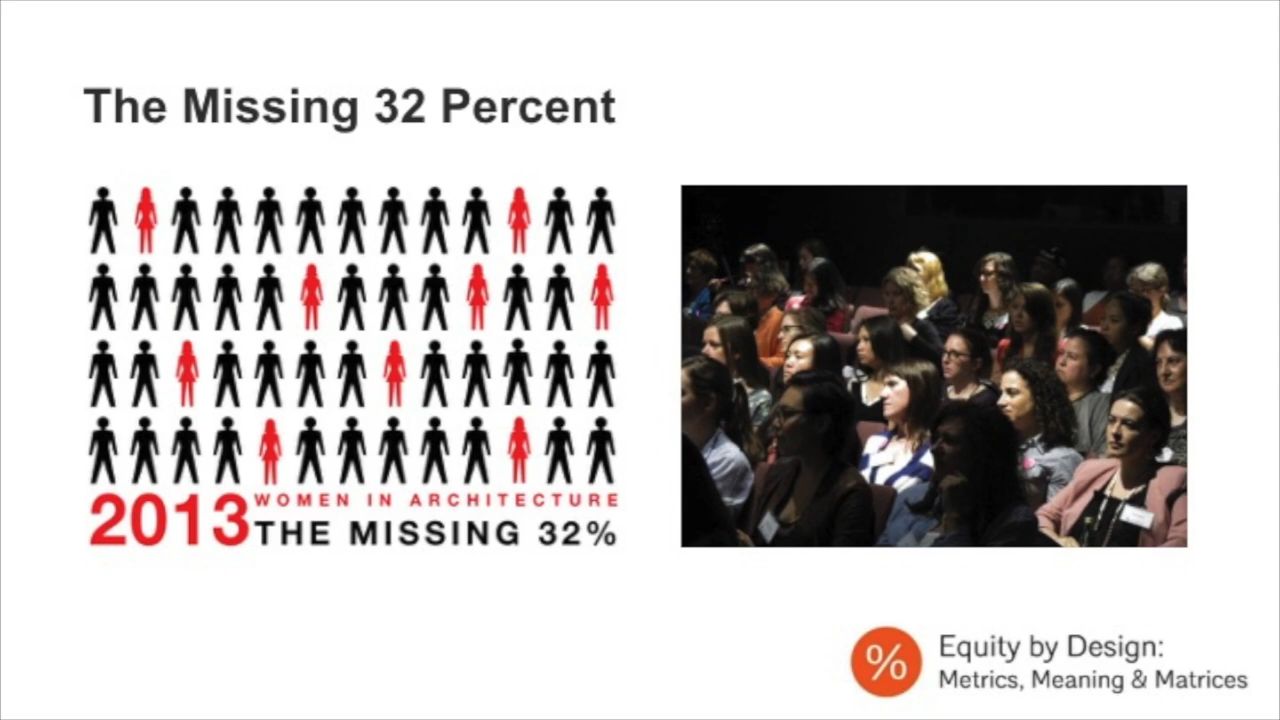 The Missing 32 Percent
2013 WOMEN IN ARCHITECTURE
THE MISSING 32%
% Equity by Design:
Metrics, Meaning & Matrices